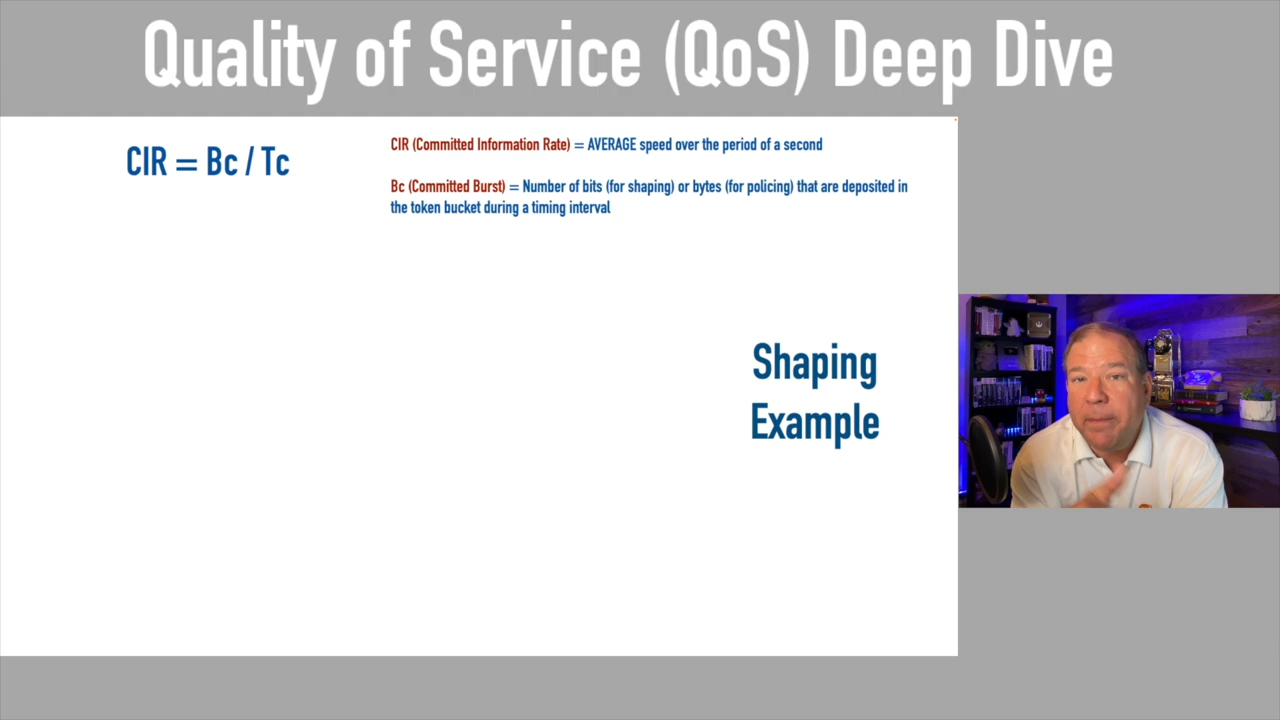 Quality of Service (QoS) Deep Dive
CIR = Bc / Tc
CIR (Committed Information Rate) = AVERAGE speed over the period of a second
Bc (Committed Burst) = Number of bits (for shaping) or bytes (for policing) that are deposited in
the token bucket during a timing interval
Shaping
Example